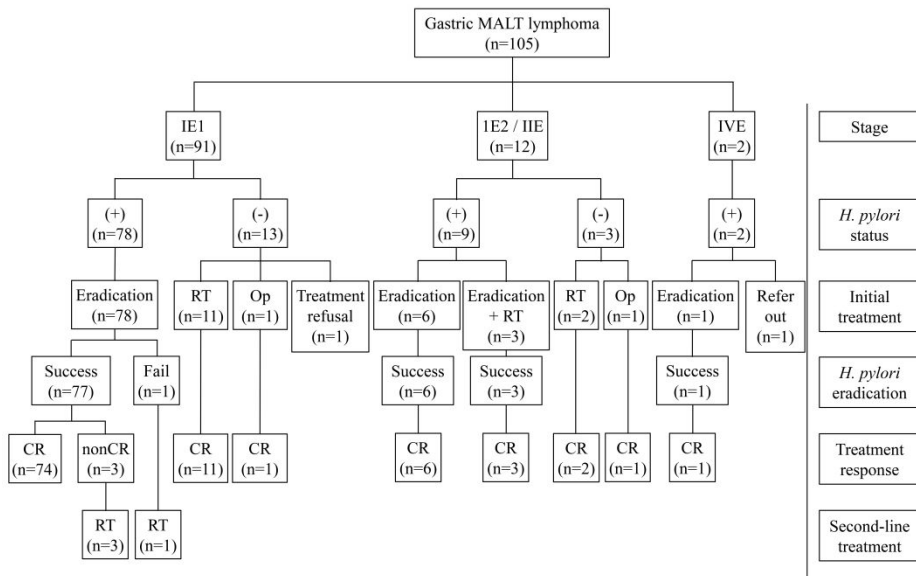 Gastric MALT lymphoma
(n=105)
IE1
(n=91)
1E2 / IIE
(n=12)
IVE
(n=2)
Stage
(+)
(n=78)
(-)
(n=13)
(+)
(n=9)
(-)
(n=3)
(+)
(n=2)
H. pylori
status
Eradication
(n=78)
RT
(n=11)
Op
(n=1)
Treatment
refusal
(n=1)
Eradication
(n=6)
Eradication
+ RT
(n=3)
RT
(n=2)
Op
(n=1)
Eradication
(n=1)
Refer
out
(n=1)
Initial
treatment
Success
(n=77)
Fail
(n=1)
Success
(n=6)
Success
(n=3)
Success
(n=1)
H. pylori
eradication
CR
(n=74)
nonCR
(n=3)
CR
(n=11)
CR
(n=1)
CR
(n=6)
CR
(n=3)
CR
(n=2)
CR
(n=1)
CR
(n=1)
Treatment
response
RT
(n=3)
RT
(n=1)
Second-line
treatment